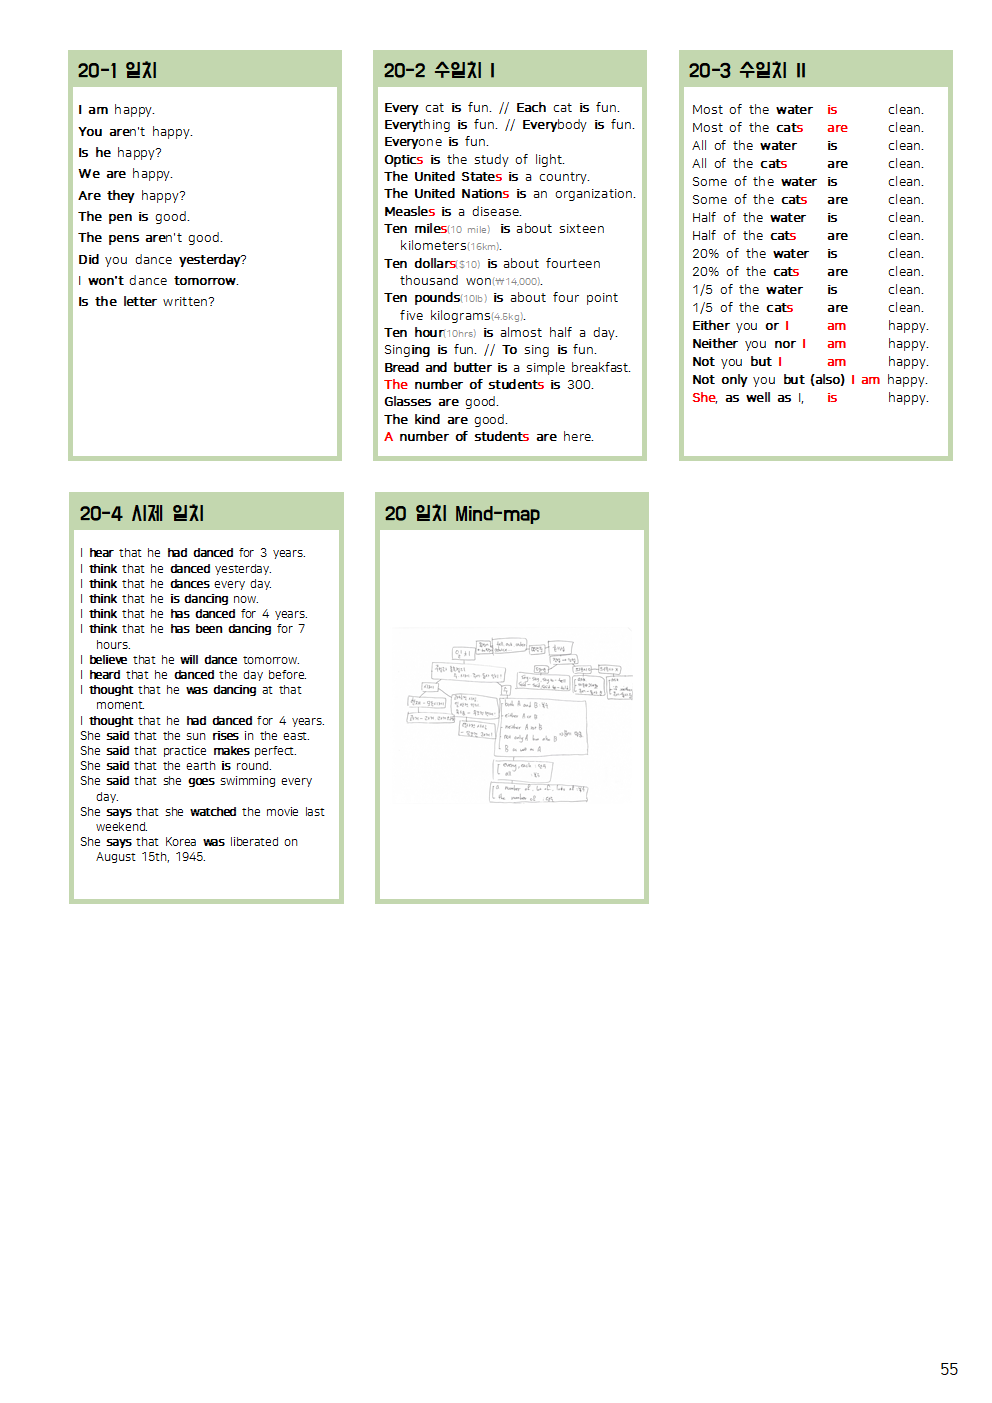 20-1 일치
I am happy.
You aren't happy.
Is he happy?
We are happy.
Are they happy?
The pen is good.
The pens aren't good.
Did you dance yesterday?
I won't dance tomorrow.
Is the letter written?
20-2 수일치 I
Every cat is fun. // Each cat is fun.
Everything is fun. // Everybody is fun.
Everyone is fun.
Optics is the study of light.
The United States is a country.
The United Nations is an organization.
Measles is a disease.
Ten miles(10 mile) is about sixteen
kilometers(16km).
Ten dollars($10) is about fourteen
thousand won(₩14,000).
Ten pounds(10lb) is about four point
five kilograms(4.5kg).
Ten hour(10hrs) is almost half a day.
Singing is fun. // To sing is fun.
Bread and butter is a simple breakfast.
The number of students is 300.
Glasses are good.
The kind are good.
A number of students are here.
20-3 수일치 II
Most of the water is clean.
Most of the cats are clean.
All of the water is clean.
All of the cats are clean.
Some of the water is clean.
Some of the cats are clean.
Half of the water is clean.
Half of the cats are clean.
20% of the water is clean.
20% of the cats are clean.
1/5 of the water is clean.
1/5 of the cats are clean.
Either you or I am happy.
Neither you nor I am happy.
Not you but I am happy.
Not only you but (also) I am happy.
She, as well as I, is happy.
20-4 시제 일치
I hear that he had danced for 3 years.
I think that he danced yesterday.
I think that he dances every day.
I think that he is dancing now.
I think that he has danced for 4 years.
I think that he has been dancing for 7
hours.
I believe that he will dance tomorrow.
I heard that he danced the day before.
I thought that he was dancing at that
moment.
I thought that he had danced for 4 years.
She said that the sun rises in the east.
She said that practice makes perfect.
She said that the earth is round.
She said that she goes swimming every
day.
She says that she watched the movie last
weekend.
She says that Korea was liberated on
August 15th, 1945.
20 일치 Mind-map
both A and B
either A or B
neither A or B
not only A but also B
B as well as A
every, each
the number of
55